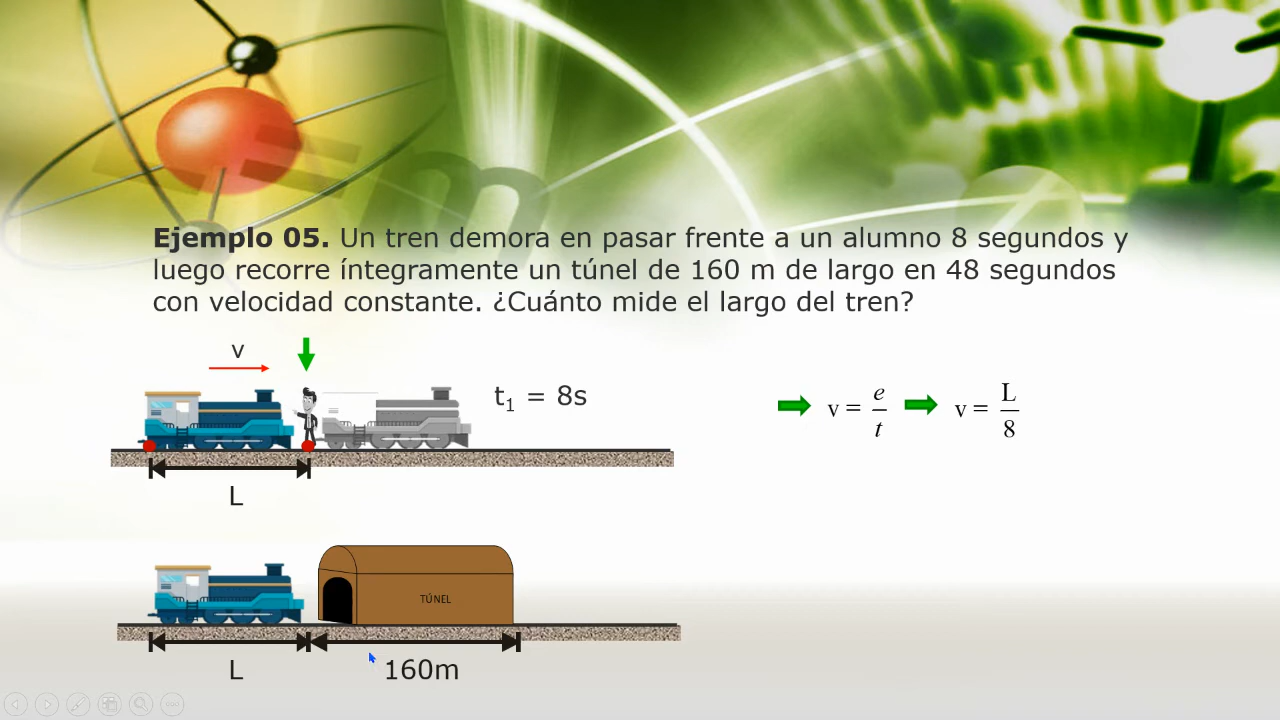 = m
Ejemplo 05. Un tren demora en pasar frente a un alumno 8 segundos y
luego recorre íntegramente un túnel de 160 m de largo en 48 segundos
con velocidad constante. ¿Cuánto mide el largo del tren?
v
t₁ = 8s
v = e/t
v = L/8
L
TÚNEL
L
160m